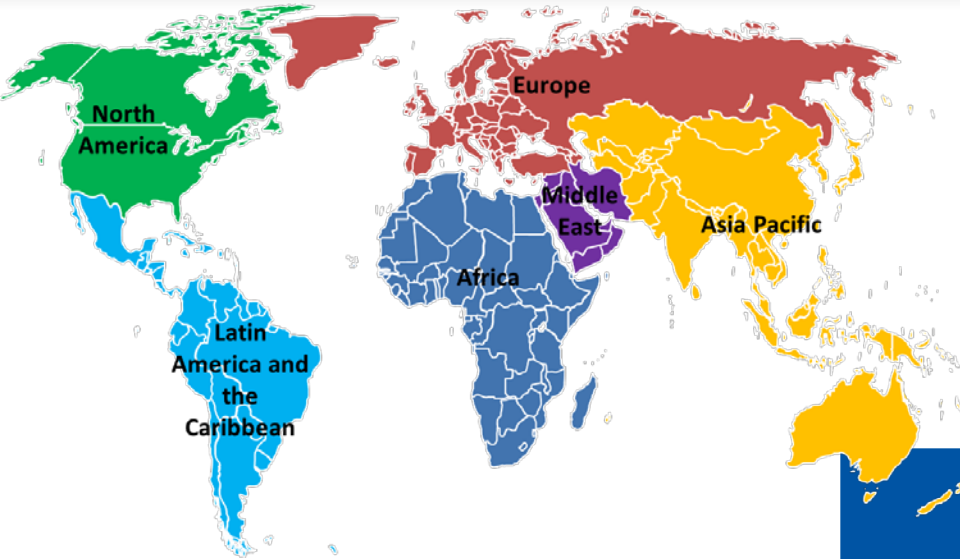 North
America
Europe
Middle
East
Asia Pacific
Africa
Latin
America and
the
Caribbean